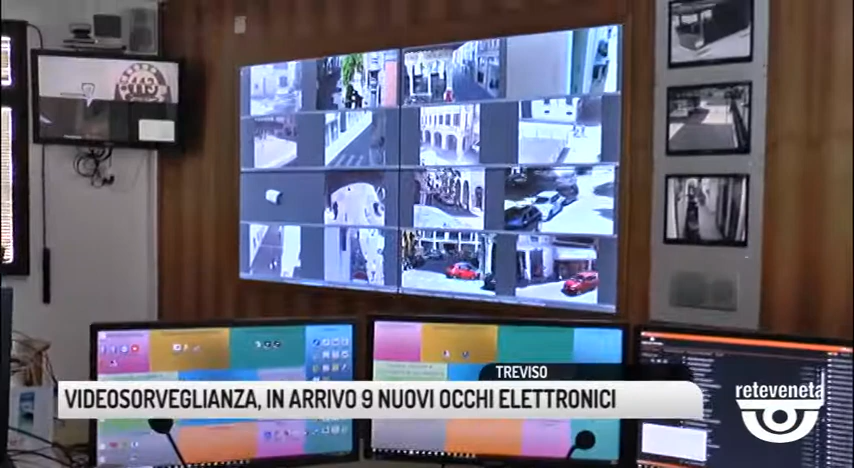 TREVISO
VIDEOSORVEGLIANZA, IN ARRIVO 9 NUOVI OCCHI ELETTRONICI
reteveneta